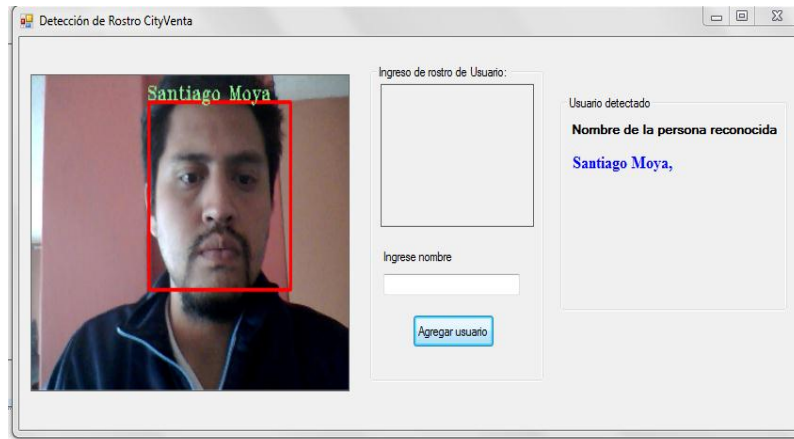 Detección de Rostro CityVenta
Santiago Moya
Ingreso de rostro de Usuario:
Ingrese nombre
Agregar usuario
Usuario detectado
Nombre de la persona reconocida
Santiago Moya,